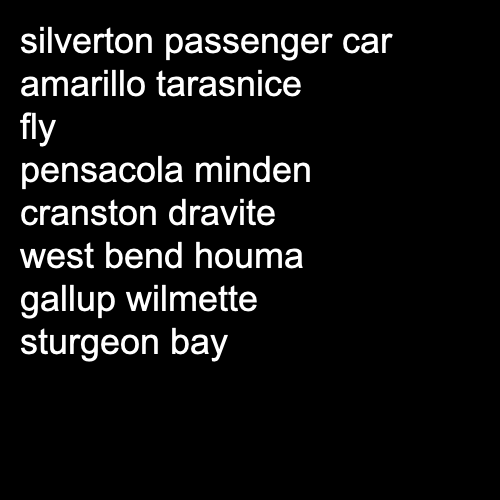 silverton passenger car
amarillo tarasnice
fly
pensacola minden
cranston dravite
west bend houma
gallup wilmette
sturgeon bay